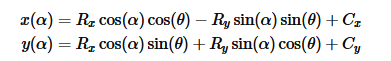 x(α) = R_x cos(α) cos(θ) − R_y sin(α) sin(θ) + C_x
y(α) = R_x cos(α) sin(θ) + R_y sin(α) cos(θ) + C_y